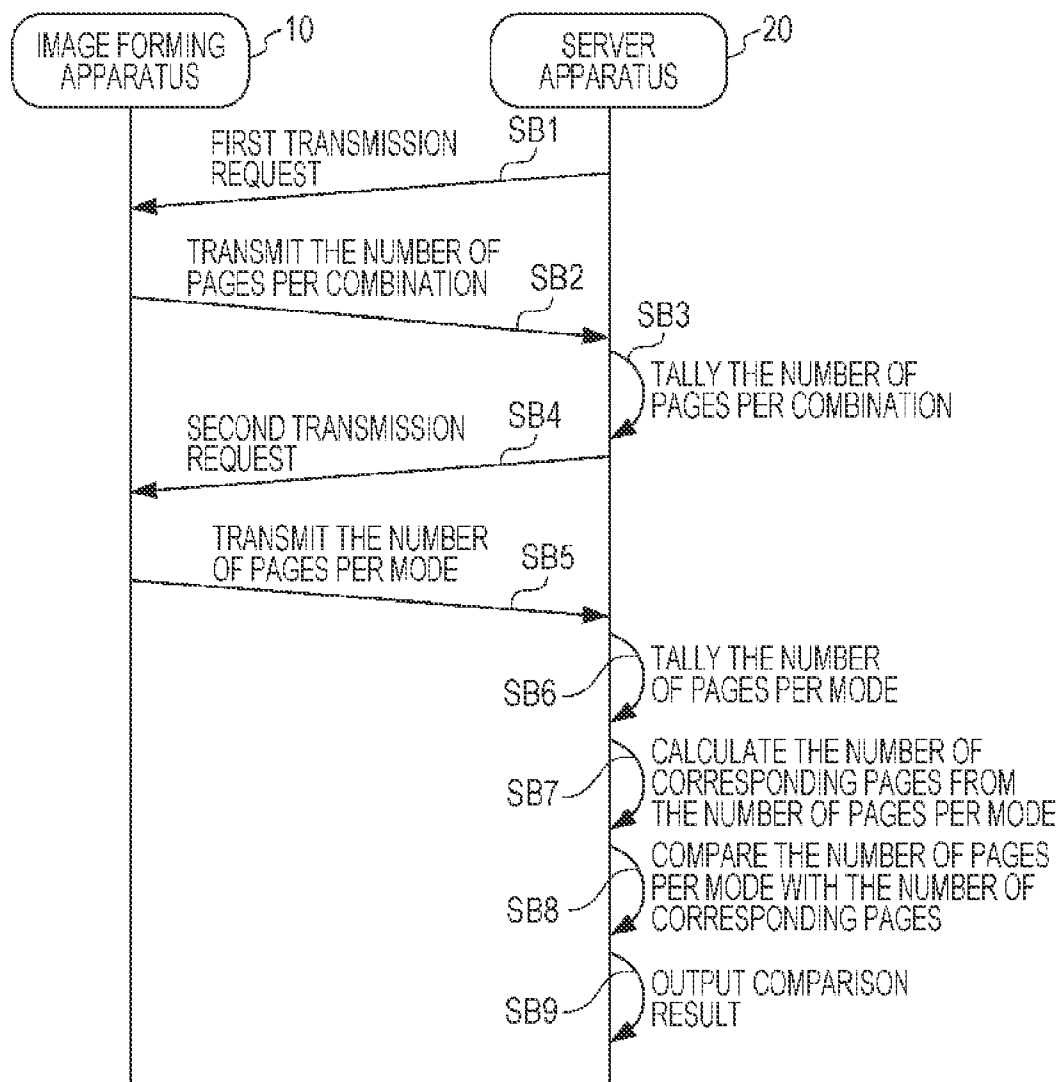 IMAGE FORMING
APPARATUS
10
SERVER
APPARATUS
20
FIRST TRANSMISSION
REQUEST
SB1
TRANSMIT THE NUMBER OF
PAGES PER COMBINATION
SB2
SB3
TALLY THE NUMBER OF
PAGES PER COMBINATION
SECOND TRANSMISSION
REQUEST
SB4
TRANSMIT THE NUMBER
OF PAGES PER MODE
SB5
SB6
TALLY THE NUMBER
OF PAGES PER MODE
SB7
CALCULATE THE NUMBER OF
CORRESPONDING PAGES FROM
THE NUMBER OF PAGES PER MODE
SB8
COMPARE THE NUMBER OF PAGES
PER MODE WITH THE NUMBER OF
CORRESPONDING PAGES
SB9
OUTPUT COMPARISON
RESULT